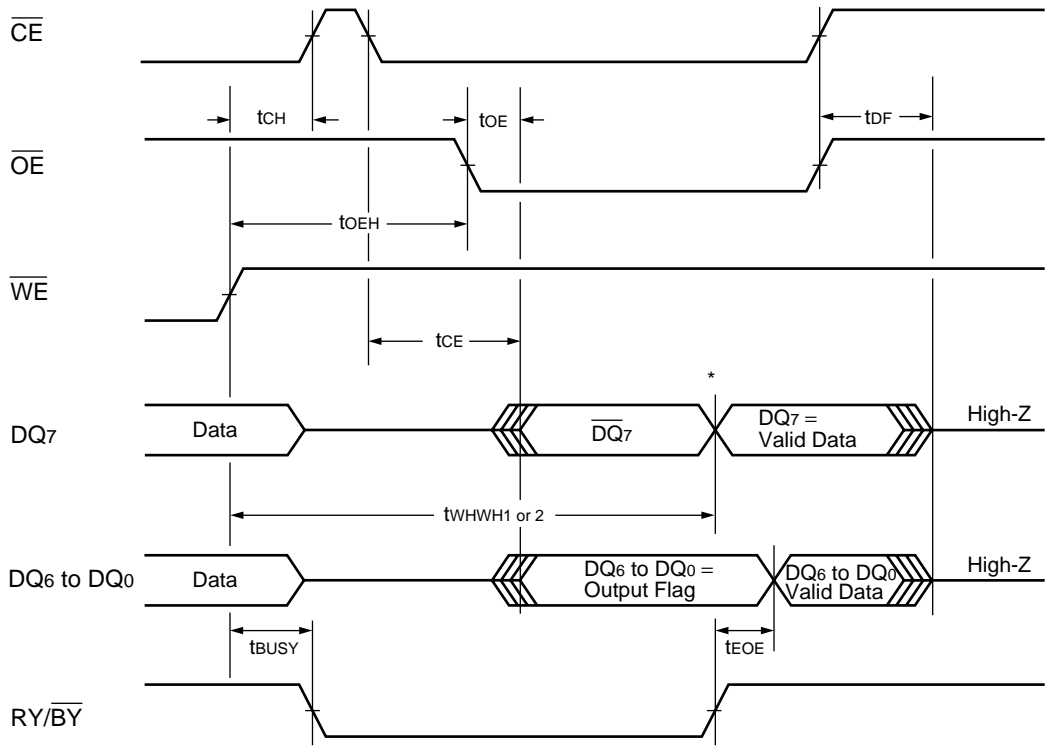 CE
tCH
tOE
tDF
OE
tOEH
WE
tCE
*
DQ7
Data
DQ7
DQ7 =
Valid Data
High-Z
tWHWH1 or 2
DQ6 to DQ0
Data
DQ6 to DQ0 =
Output Flag
DQ6 to DQ0
Valid Data
High-Z
tBUSY
tEOE
RY/BY